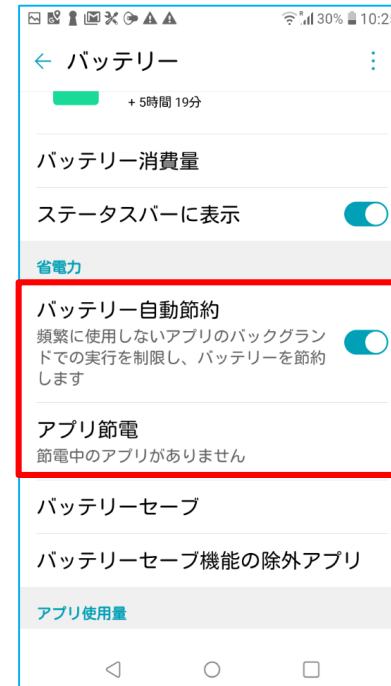 30% 10:2
バッテリー
+ 5時間 19分
バッテリー消費量
ステータスバーに表示
省電力
バッテリー自動節約
頻繁に使用しないアプリのバックグラン
ドでの実行を制限し、バッテリーを節約
します
アプリ節電
節電中のアプリがありません
バッテリーセーブ
バッテリーセーブ機能の除外アプリ
アプリ使用量